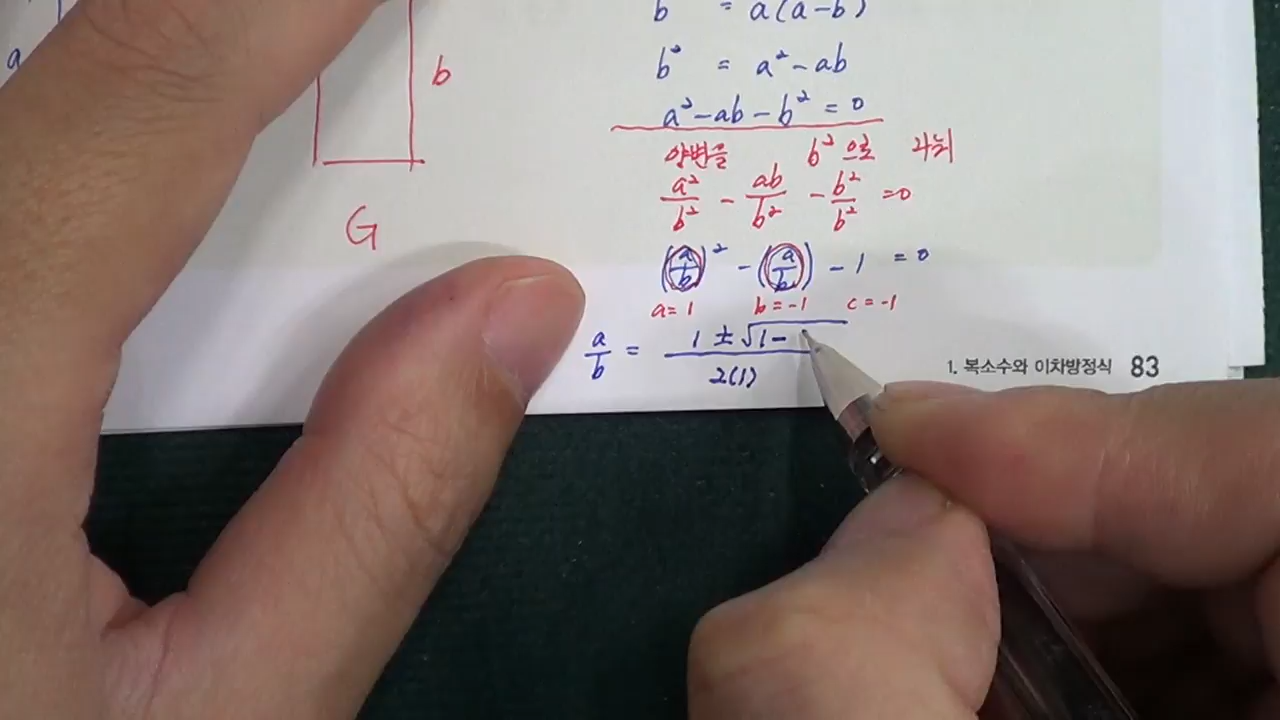 a
b
G
b = a(a-b)
b² = a² - ab
a² - ab - b² = 0
양변을 b²으로 나눠
a²/b² - ab/b² - b²/b² = 0
(a/b)² - (a/b) - 1 = 0
a = 1 b = -1 c = -1
a/b = 1 ± √1 - / 2(1)
1. 복소수와 이차방정식 83